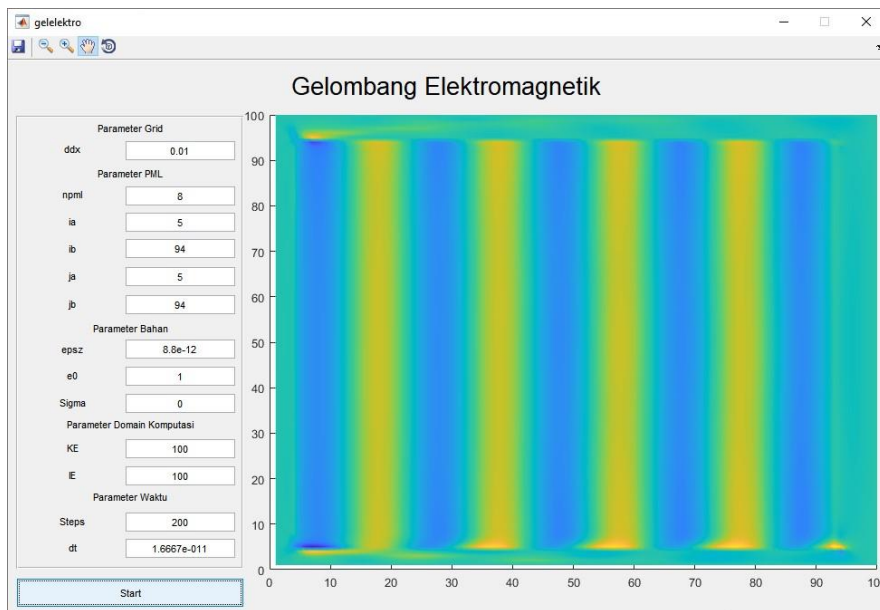 gelelektro
Gelombang Elektromagnetik
Parameter Grid
ddx 0.01
Parameter PML
npml 8
ia 5
ib 94
ja 5
jb 94
Parameter Bahan
epsz 8.8e-12
e0 1
Sigma 0
Parameter Domain Komputasi
KE 100
IE 100
Parameter Waktu
Steps 200
dt 1.6667e-011
Start
100
90
80
70
60
50
40
30
20
10
0
0 10 20 30 40 50 60 70 80 90 100